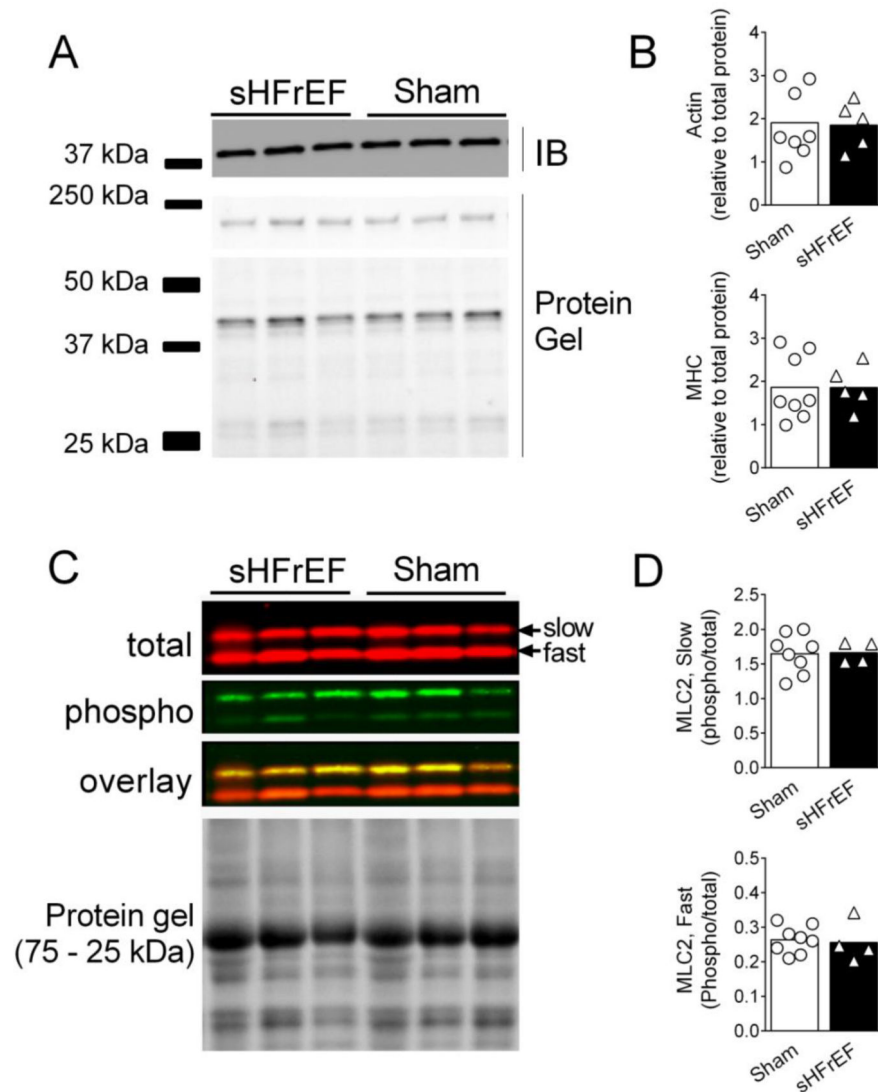 A
sHFrEF Sham
37 kDa
IB
250 kDa
50 kDa
37 kDa
25 kDa
Protein
Gel
B
Actin
(relative to total protein)
4
3
2
1
0
Sham
sHFrEF
MHC
(relative to total protein)
4
3
2
1
0
Sham
sHFrEF
C
sHFrEF Sham
total
slow
fast
phospho
overlay
Protein gel
(75 - 25 kDa)
D
MLC2, Slow
(phospho/total)
2.5
2.0
1.5
1.0
0.5
0.0
Sham
sHFrEF
MLC2, Fast
(Phospho/total)
0.5
0.4
0.3
0.2
0.1
0.0
Sham
sHFrEF